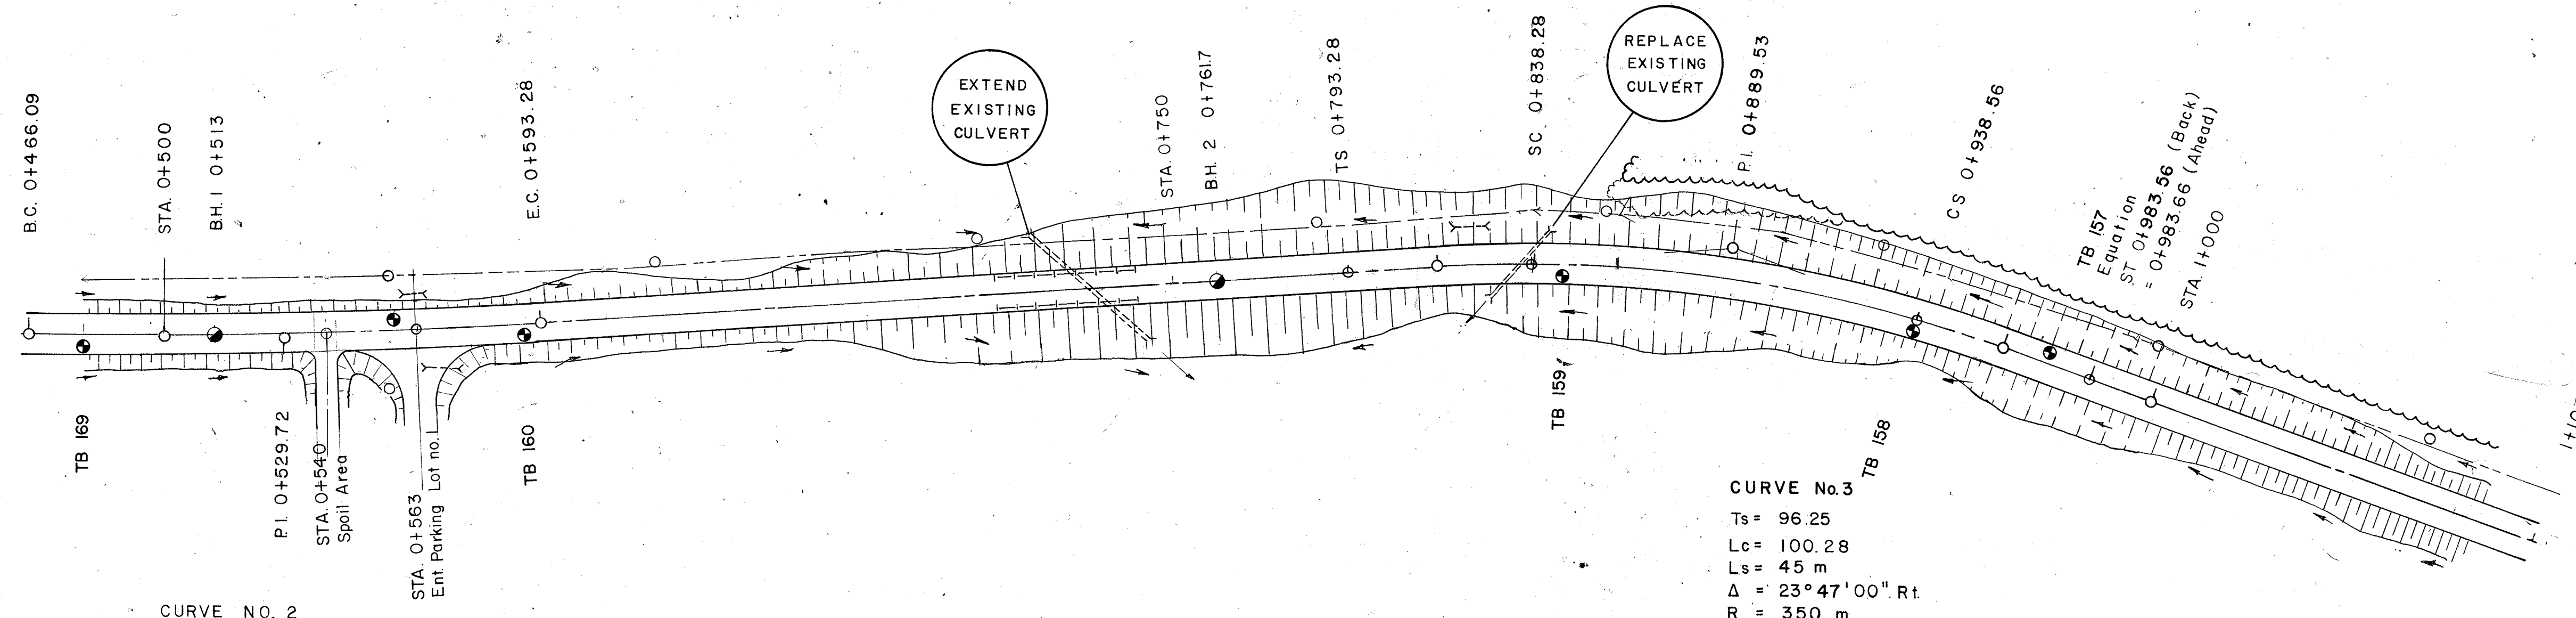 B.C. 0+466.09
STA. 0+500
B.H. 1 0+513
E.C. 0+593.28
EXTEND
EXISTING
CULVERT
STA. 0+750
B.H. 2 0+761.7
TS 0+793.28
SC. 0+838.28
REPLACE
EXISTING
CULVERT
P.I. 0+889.53
CS 0+938.56
TB 157
Equation
ST 0+983.56 (Back)
= 0+983.66 (Ahead)
STA. 1+000
TB 169
P.I. 0+529.72
STA. 0+540
Spoil Area
STA. 0+563
Ent. Parking Lot no. 1
TB 160
TB 159
TB 158
CURVE NO. 2
CURVE No. 3
Ts = 96.25
Lc = 100.28
Ls = 45 m
Δ = 23°47'00" Rt.
R = 350 m